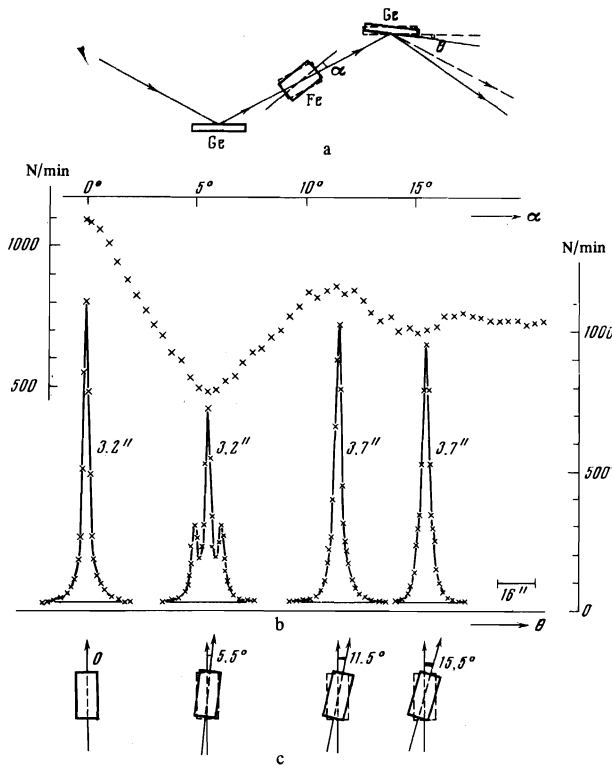 Ge
θ
α
Fe
Ge
a
N/min
0° 5° 10° 15°
α
N/min
1000
1000
500
3.2″ 3.2″ 3.7″ 3.7″
500
16″
0
b
θ
0 5.5° 11.5° 15,5°
c